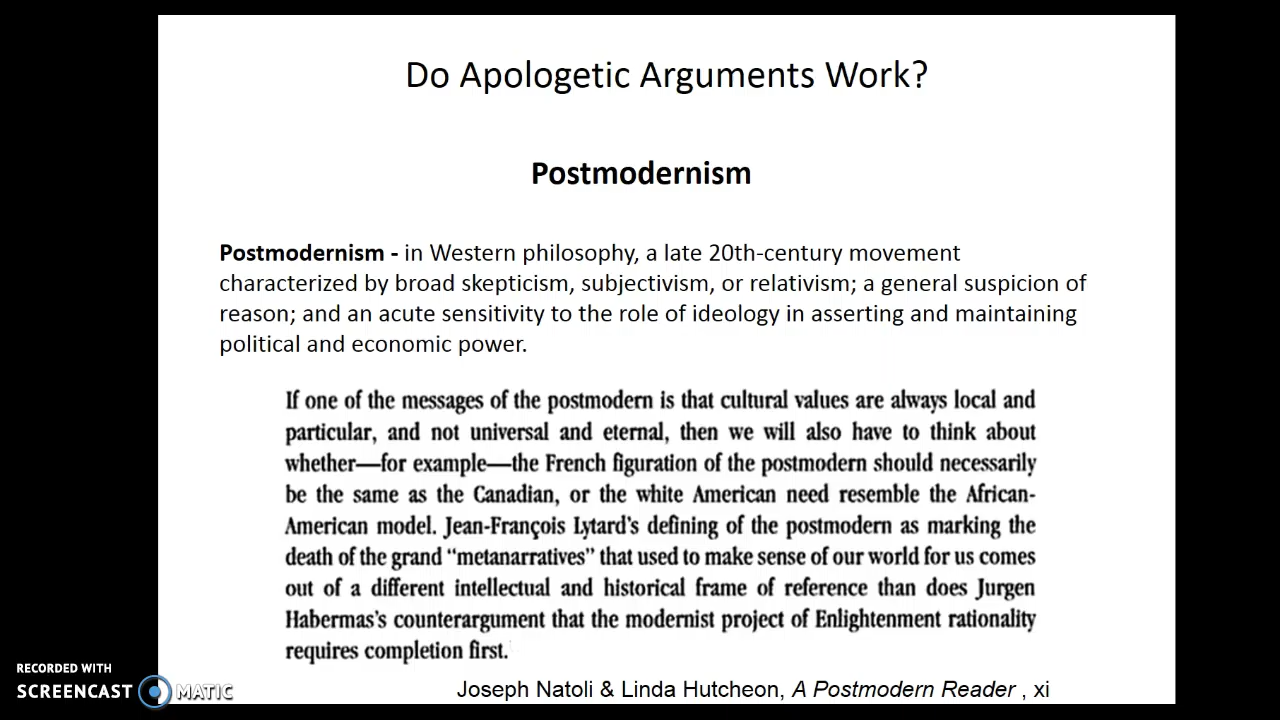 Do Apologetic Arguments Work?
Postmodernism
Postmodernism - in Western philosophy, a late 20th-century movement
characterized by broad skepticism, subjectivism, or relativism; a general suspicion of
reason; and an acute sensitivity to the role of ideology in asserting and maintaining
political and economic power.
If one of the messages of the postmodern is that cultural values are always local and
particular, and not universal and eternal, then we will also have to think about
whether—for example—the French figuration of the postmodern should necessarily
be the same as the Canadian, or the white American need resemble the African-
American model. Jean-François Lytard's defining of the postmodern as marking the
death of the grand “metanarratives” that used to make sense of our world for us comes
out of a different intellectual and historical frame of reference than does Jurgen
Habermas's counterargument that the modernist project of Enlightenment rationality
requires completion first.
Joseph Natoli & Linda Hutcheon, A Postmodern Reader , xi
RECORDED WITH
SCREENCAST MATIC